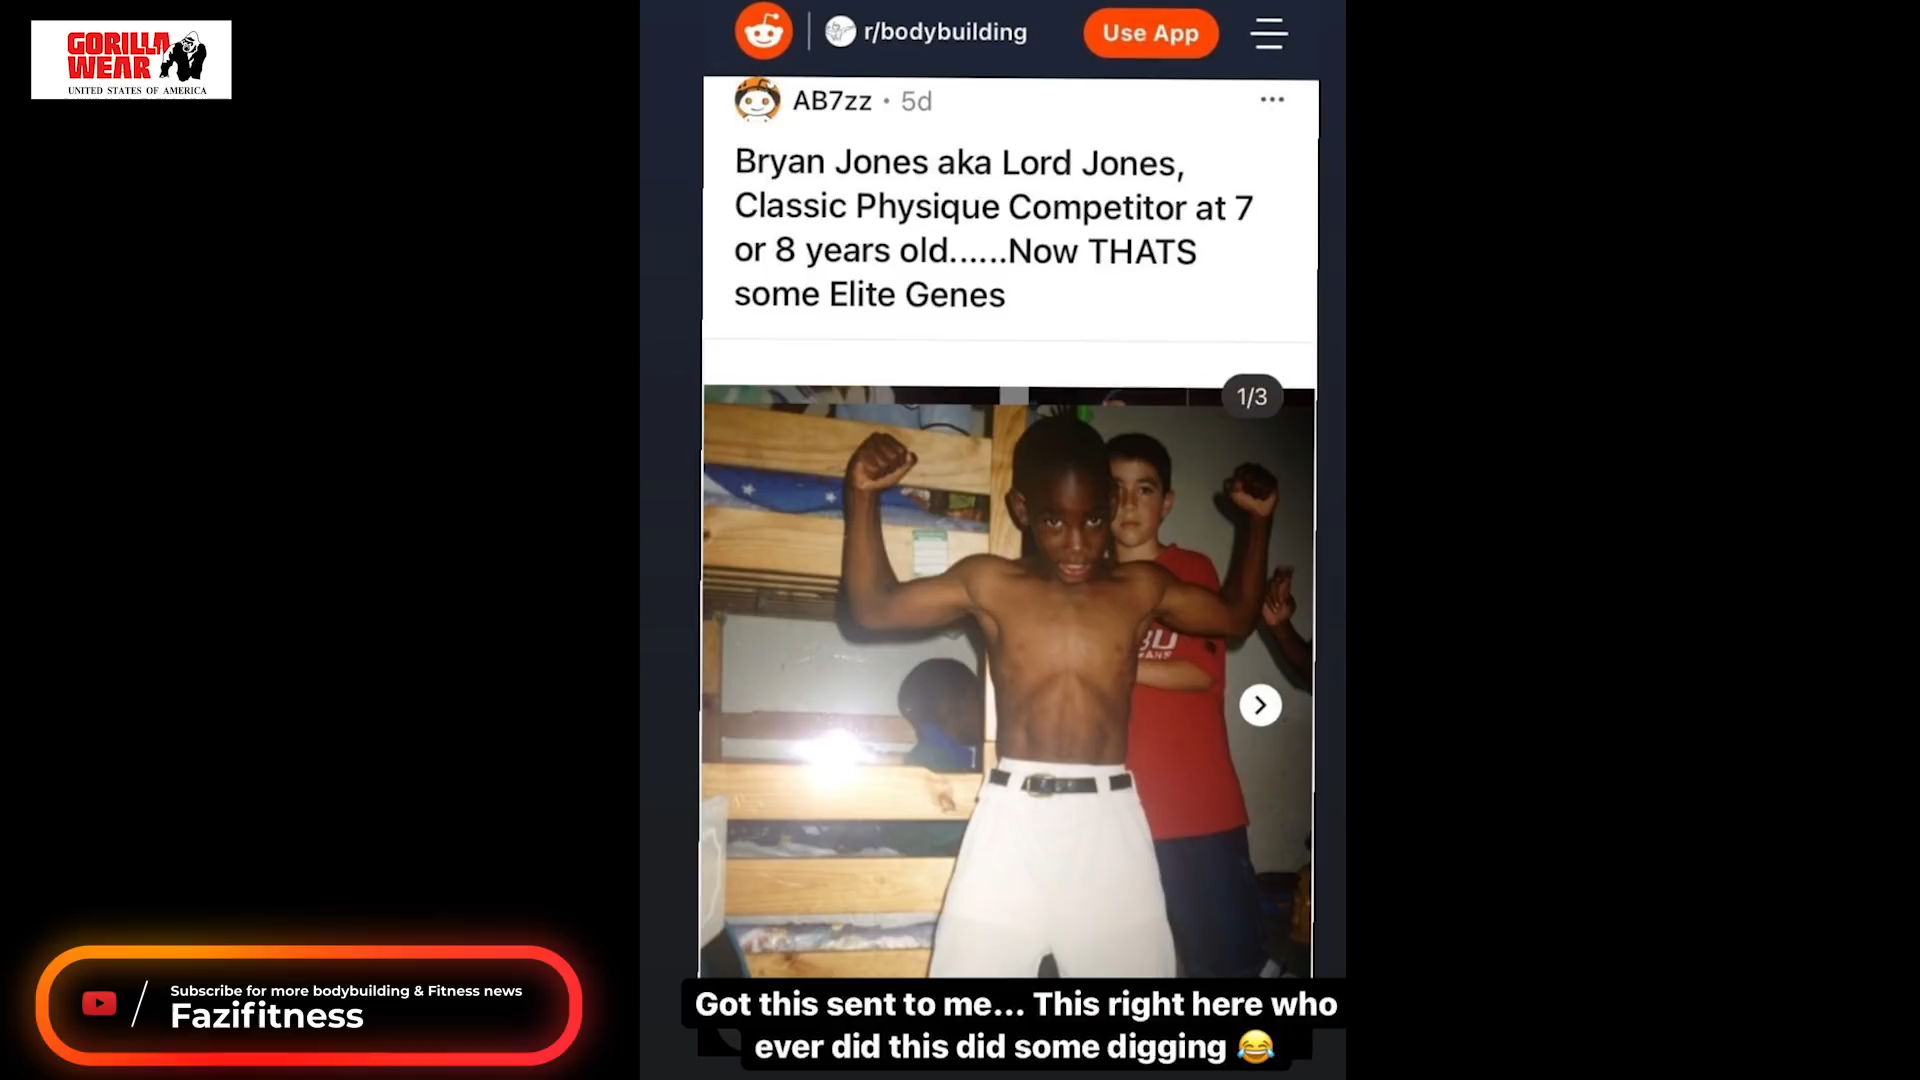 GORILLA
WEAR
UNITED STATES OF AMERICA
r/bodybuilding
Use App
AB7zz • 5d
Bryan Jones aka Lord Jones,
Classic Physique Competitor at 7
or 8 years old......Now THATS
some Elite Genes
1/3
Got this sent to me... This right here who
ever did this did some digging 😂
Subscribe for more bodybuilding & Fitness news
Fazifitness